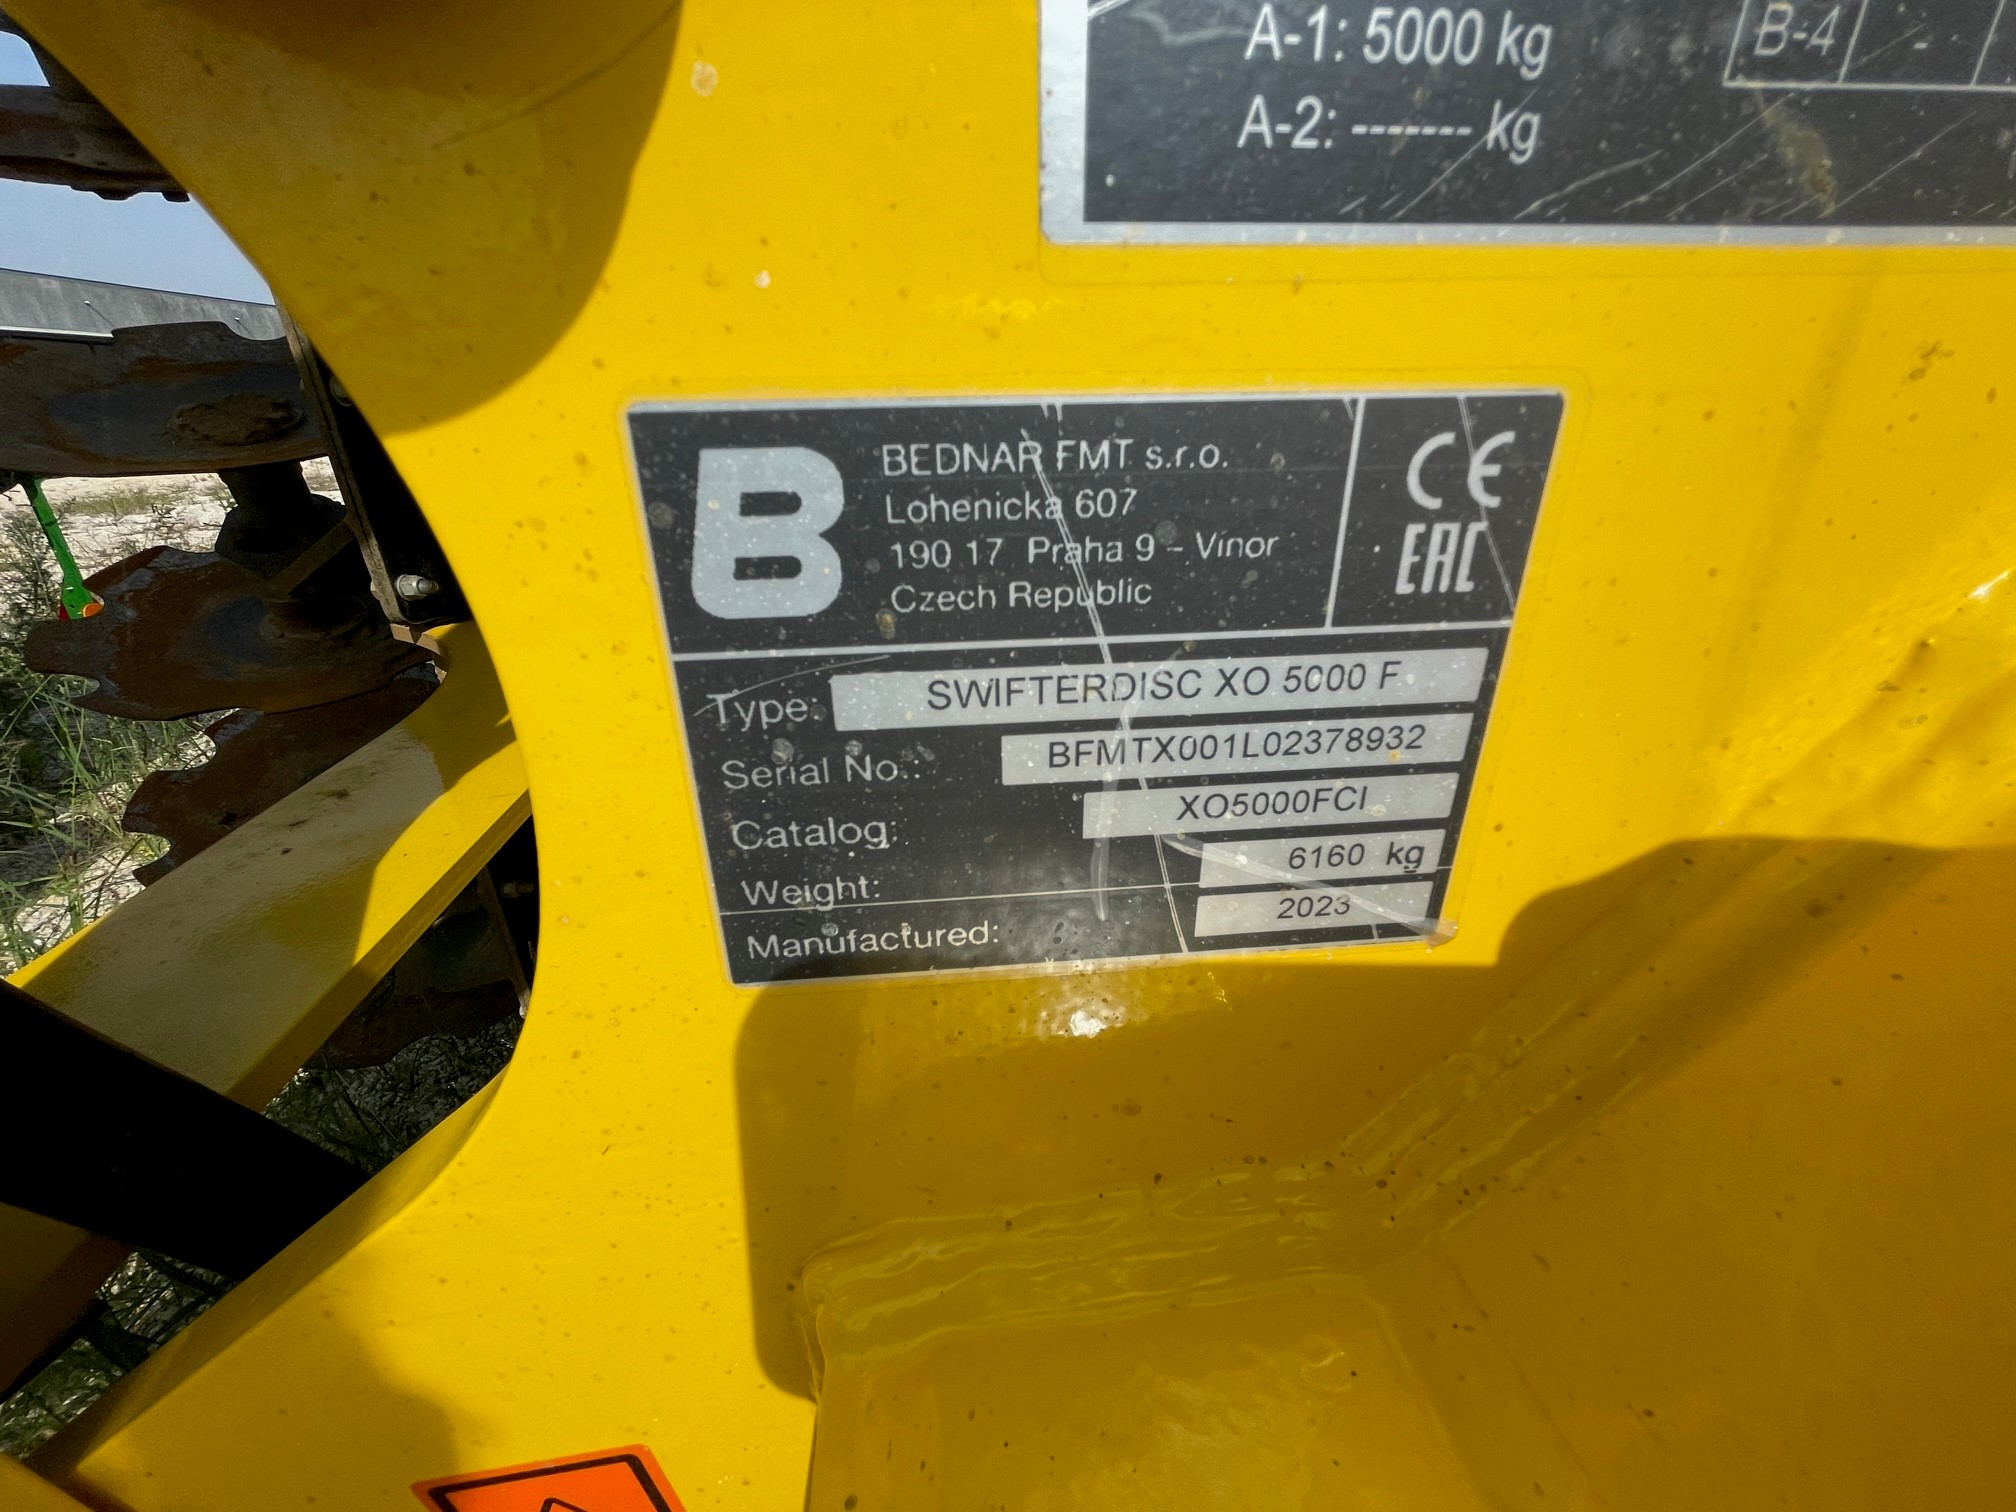 A-1: 5000 kg
B-4 -
A-2: ------- kg
B
BEDNAR FMT s.r.o.
Lohenicka 607
190 17 Praha 9 - Vinor
Czech Republic
CE
EAC
Type: SWIFTERDISC XO 5000 F
Serial No.: BFMTX001L02378932
Catalog: XO5000FCI
Weight: 6160 kg
Manufactured: 2023